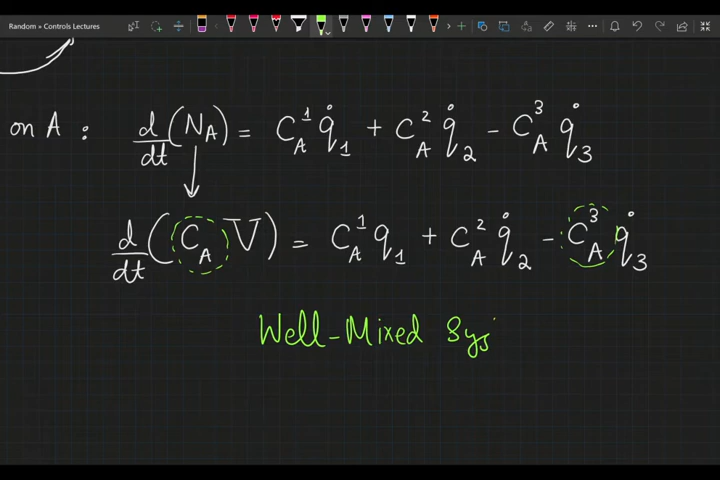 Random » Controls Lectures
on A : d/dt (N_A) = C_A^1 q̇_1 + C_A^2 q̇_2 - C_A^3 q̇_3
d/dt (C_A V) = C_A^1 q_1 + C_A^2 q̇_2 - C_A^3 q̇_3
Well-Mixed Sys